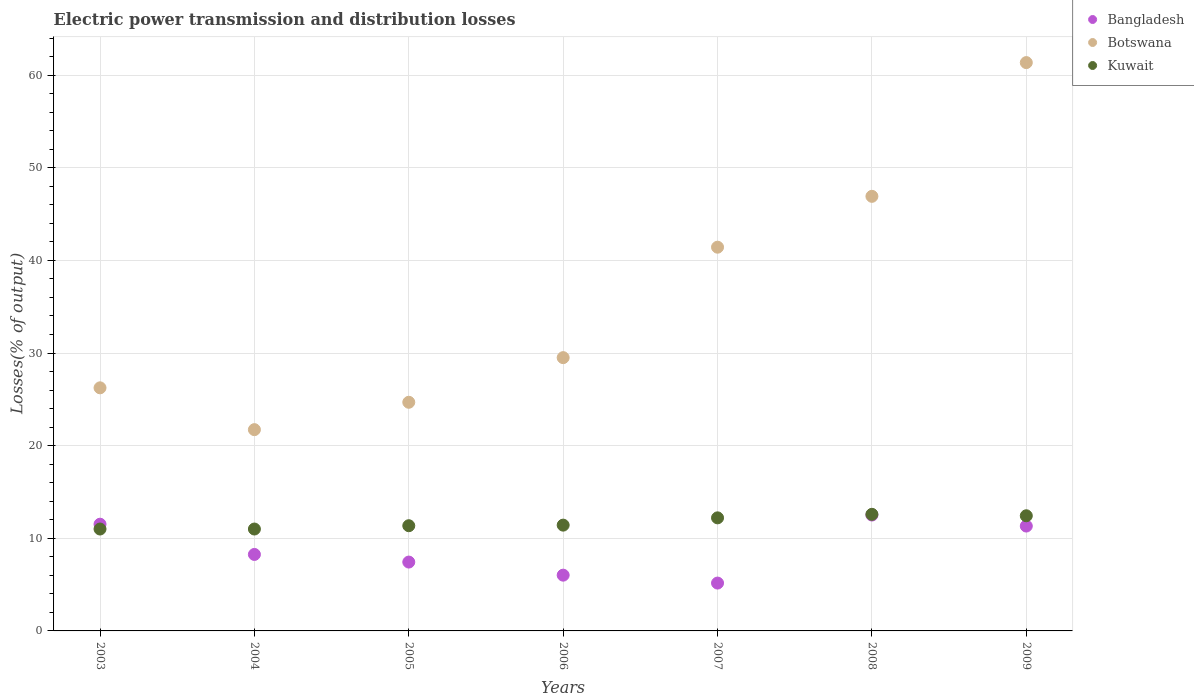 Electric power transmission and distribution losses
Bangladesh
Botswana
Kuwait
Losses(% of output)
60
50
40
30
20
10
0
2003
2004
2005
2006
2007
2008
2009
Years